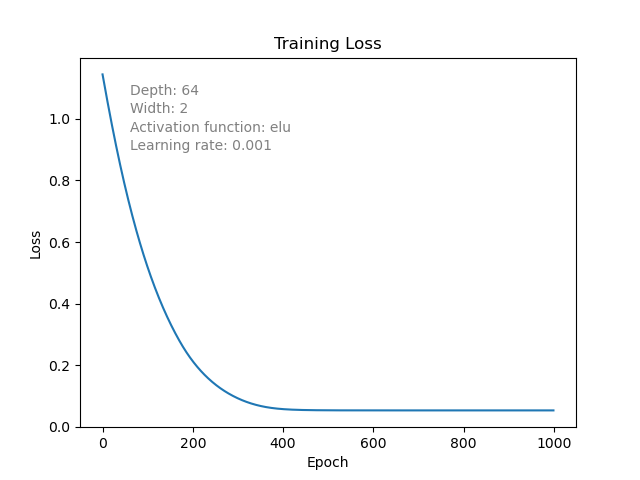 Training Loss
Depth: 64
Width: 2
Activation function: elu
Learning rate: 0.001
Loss
1.0
0.8
0.6
0.4
0.2
0.0
0 200 400 600 800 1000
Epoch